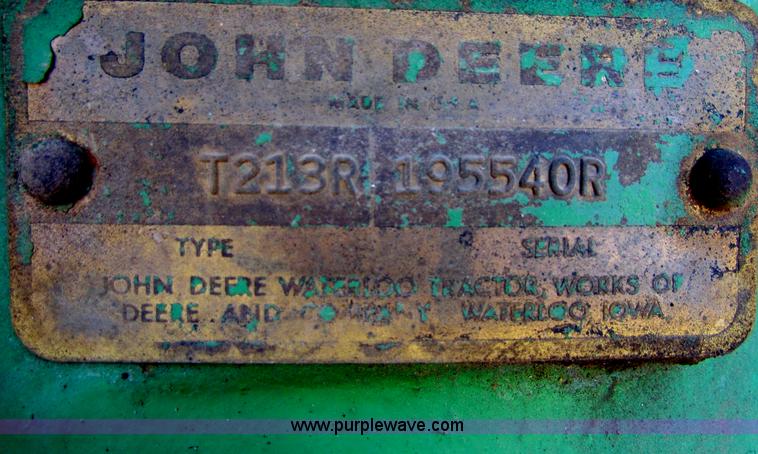 JOHN DEERE
MADE IN U.S.A
T213R 195540R
TYPE SERIAL
JOHN DEERE WATERLOO TRACTOR WORKS OF
DEERE AND COMPANY WATERLOO IOWA
www.purplewave.com